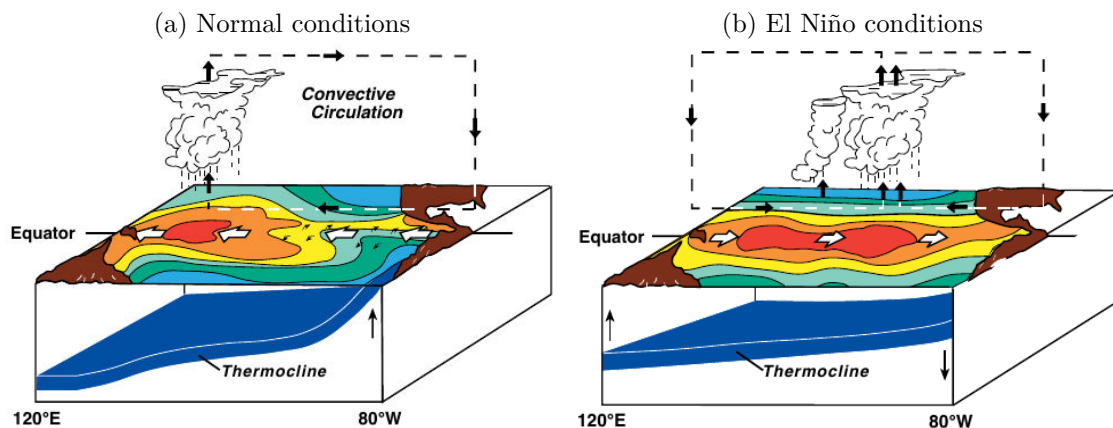 (a) Normal conditions
Convective
Circulation
Equator
Thermocline
120°E
80°W
(b) El Niño conditions
Equator
Thermocline
120°E
80°W